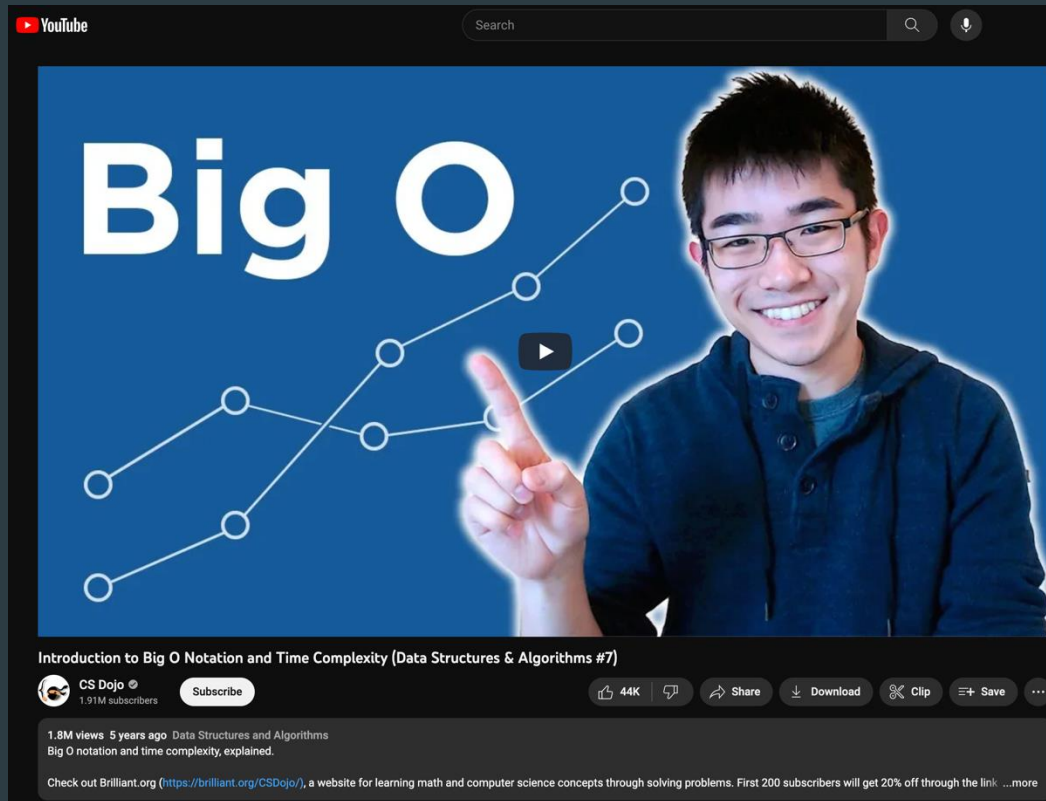 YouTube
Search
Big O
Introduction to Big O Notation and Time Complexity (Data Structures & Algorithms #7)
CS Dojo
1.91M subscribers
Subscribe
44K
Share
Download
Clip
Save
1.8M views 5 years ago Data Structures and Algorithms
Big O notation and time complexity, explained.
Check out Brilliant.org (https://brilliant.org/CSDojo/), a website for learning math and computer science concepts through solving problems. First 200 subscribers will get 20% off through the link ...more